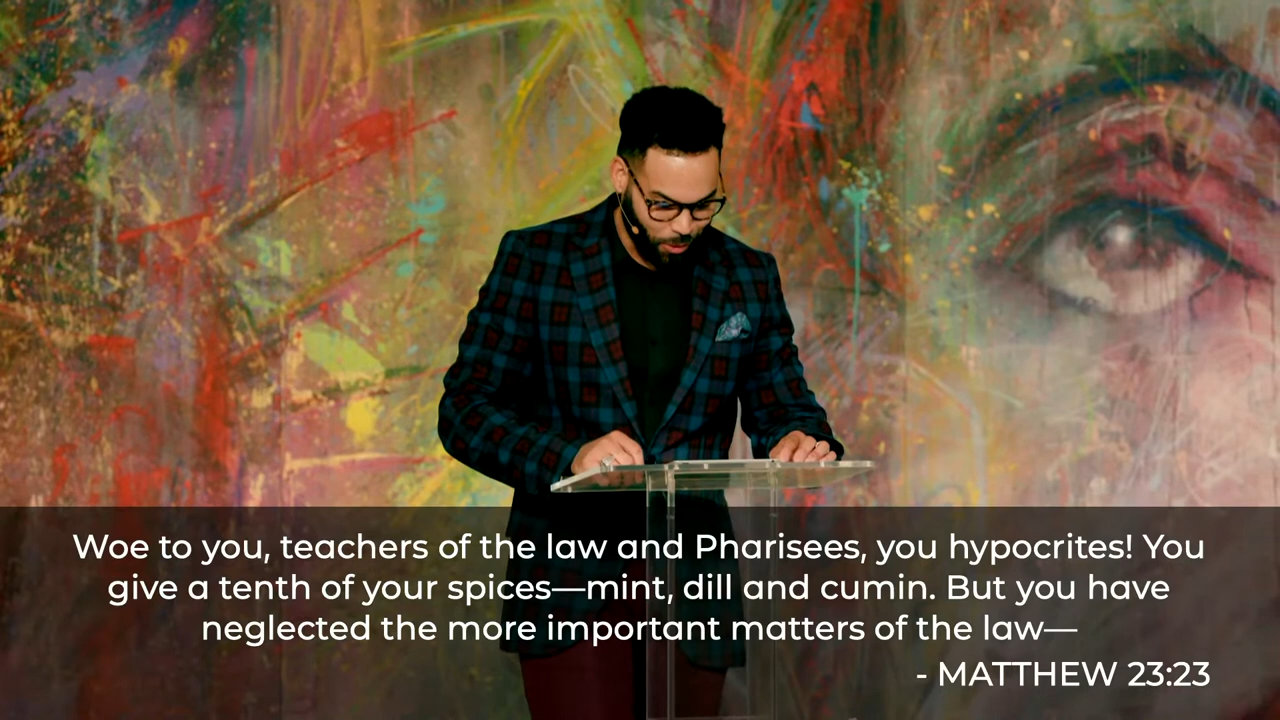 Woe to you, teachers of the law and Pharisees, you hypocrites! You
give a tenth of your spices—mint, dill and cumin. But you have
neglected the more important matters of the law—
- MATTHEW 23:23